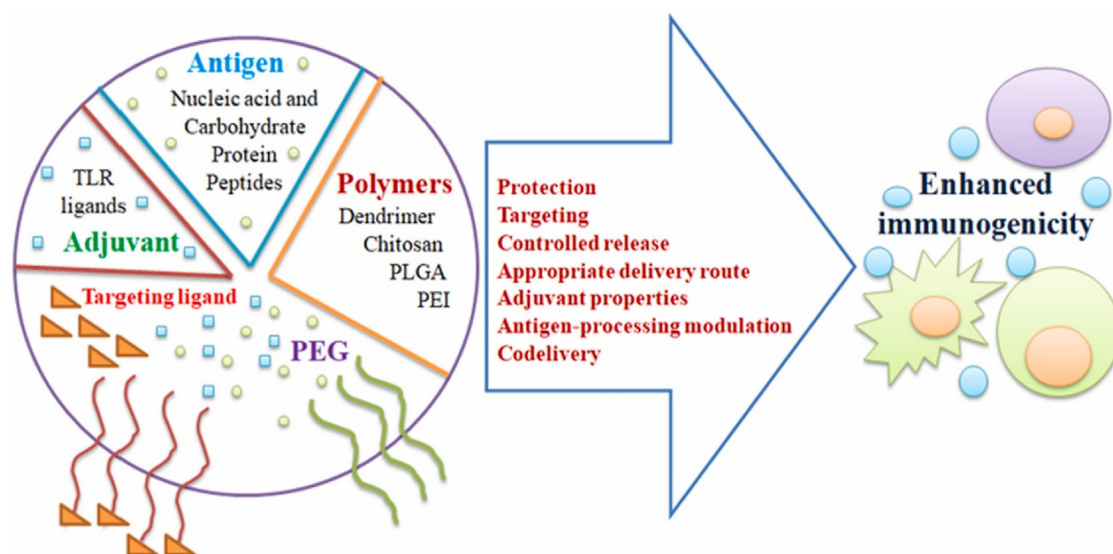 Antigen
Nucleic acid and
Carbohydrate
Protein
Peptides
TLR
ligands
Adjuvant
Polymers
Dendrimer
Chitosan
PLGA
PEI
Targeting ligand
PEG
Protection
Targeting
Controlled release
Appropriate delivery route
Adjuvant properties
Antigen-processing modulation
Codelivery
Enhanced
immunogenicity